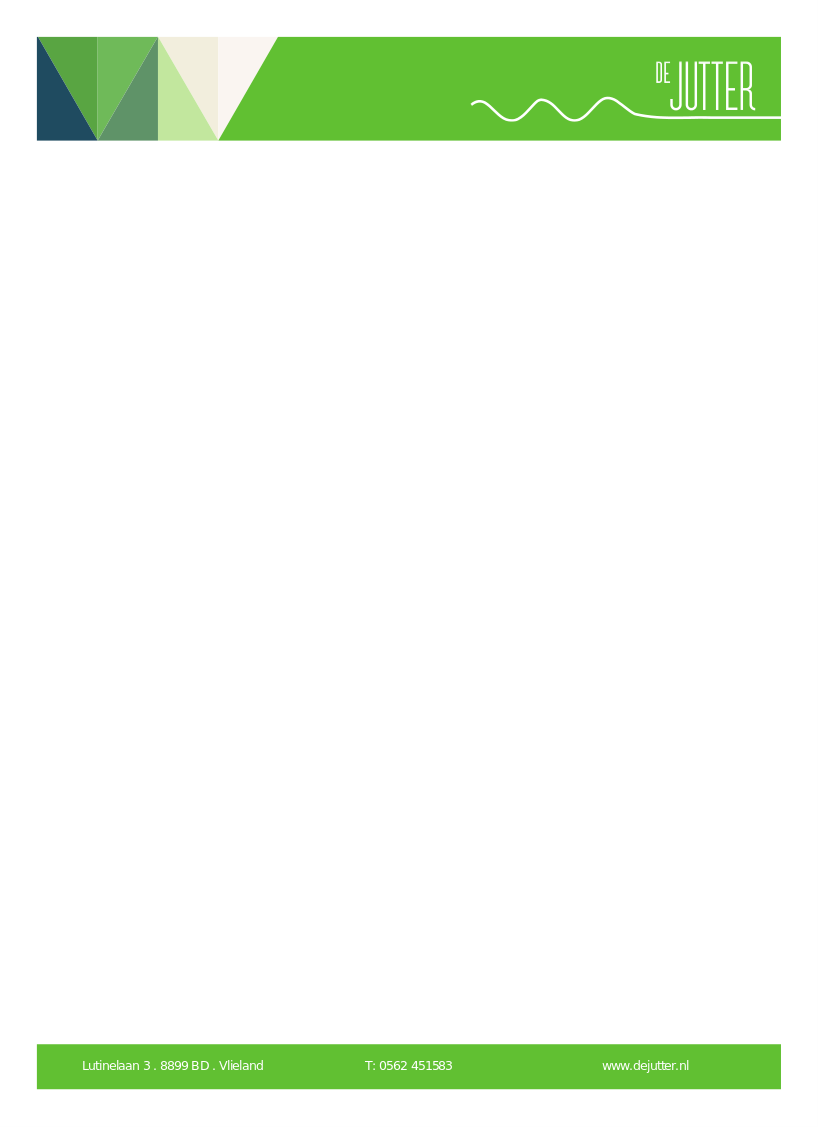 DE JUTTER
Lutinelaan 3 . 8899 BD . Vlieland T: 0562 451583 www.dejutter.nl